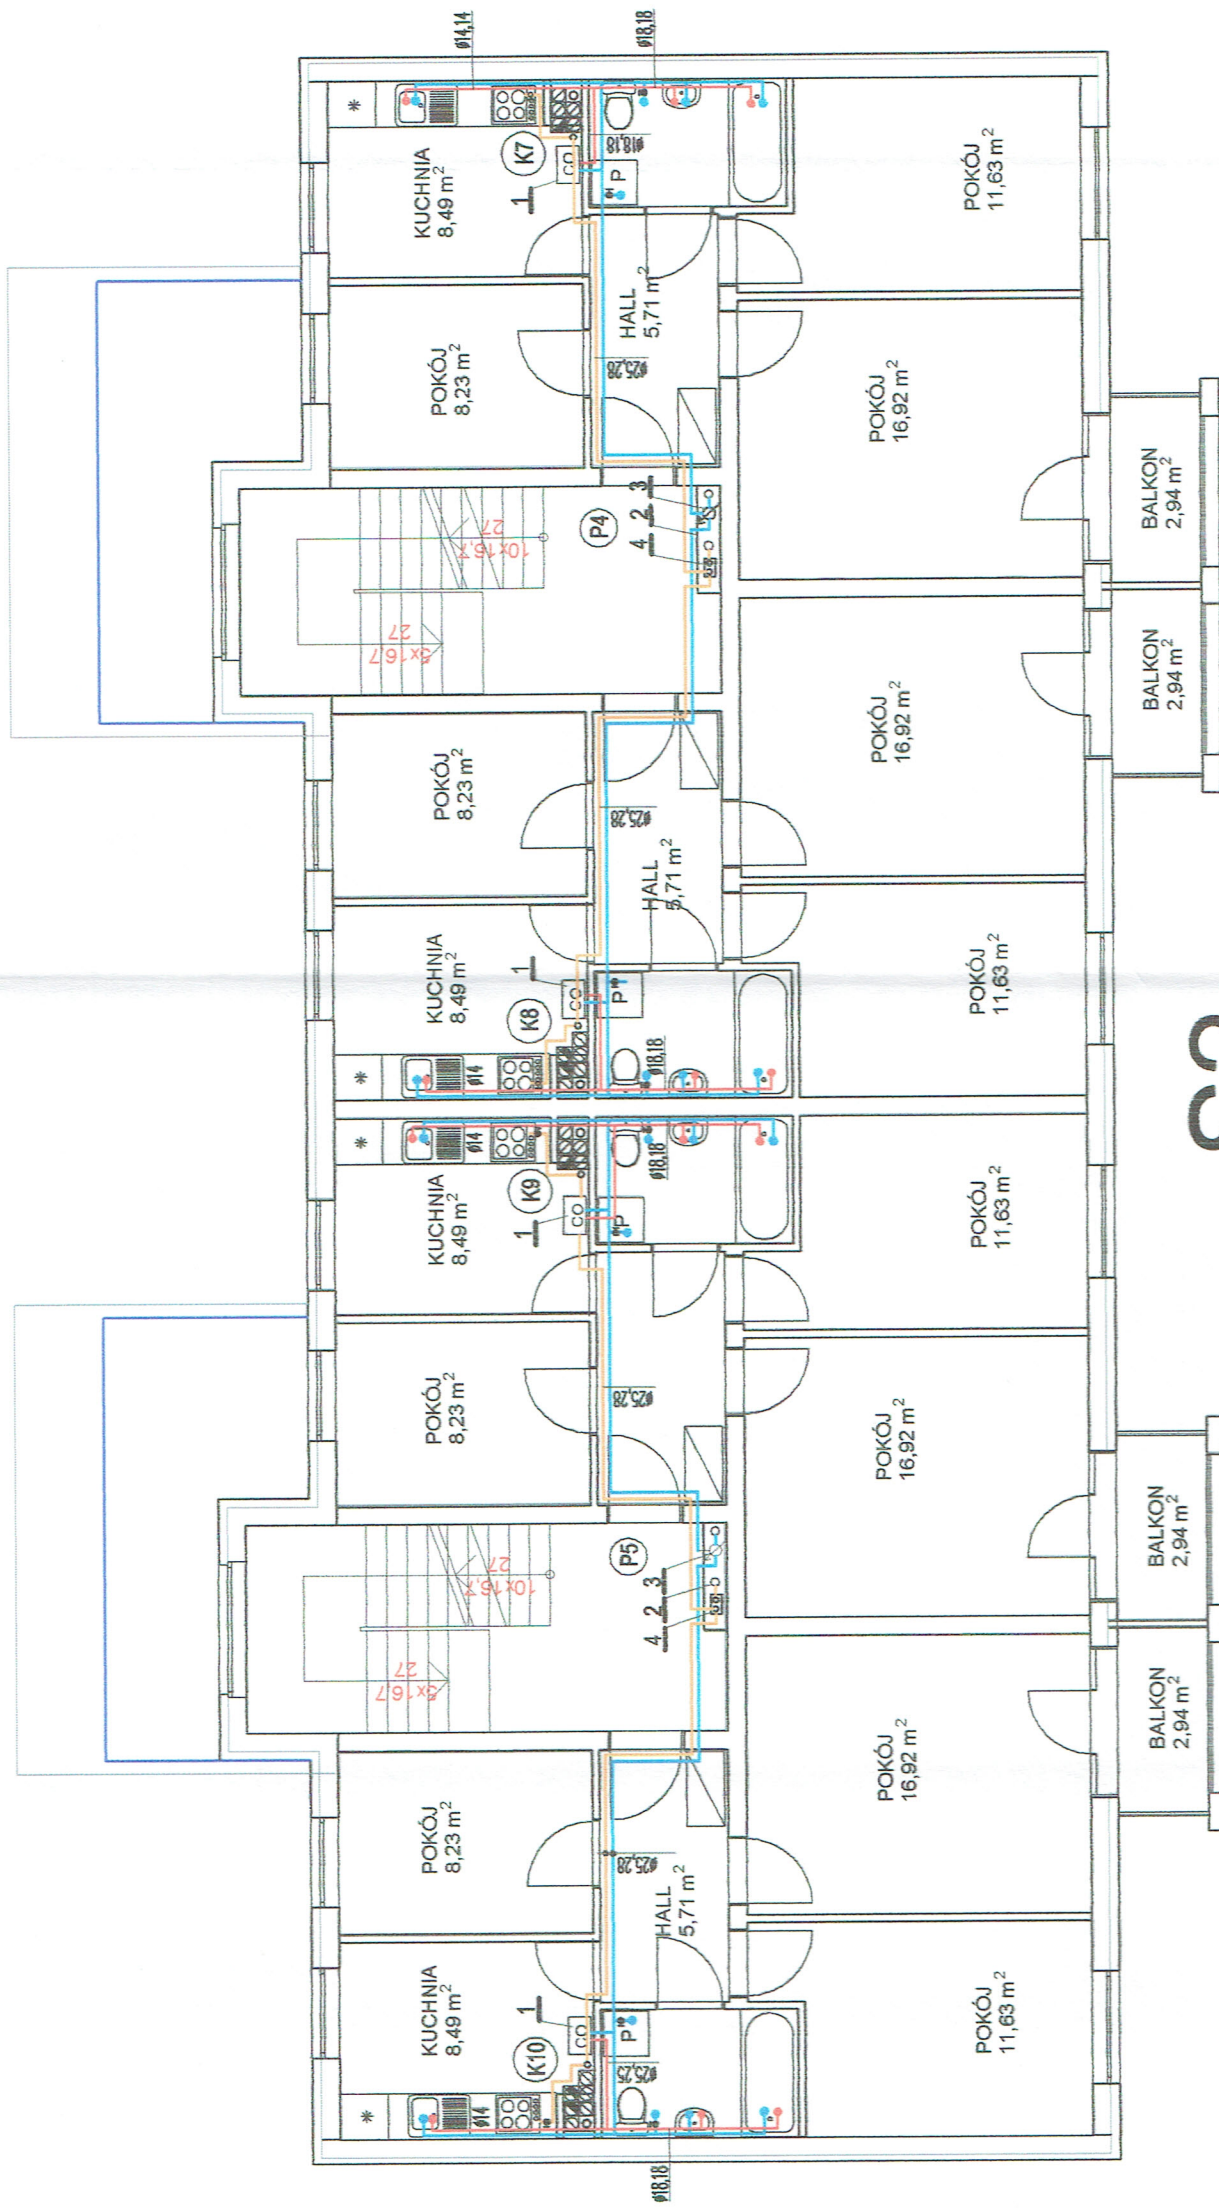 ø14,14
ø18,18
KUCHNIA
8,49 m²
K7
1
CO
ø18,18
P
POKÓJ
8,23 m²
HALL
5,71 m²
ø25,28
POKÓJ
11,63 m²
POKÓJ
16,92 m²
BALKON
2,94 m²
P4
10x16,7
27
5x16,7
27
4
2
3
POKÓJ
16,92 m²
BALKON
2,94 m²
POKÓJ
8,23 m²
ø25,28
HALL
5,71 m²
KUCHNIA
8,49 m²
K8
1
CO
P
ø14
ø18,18
POKÓJ
11,63 m²
KUCHNIA
8,49 m²
K9
1
CO
P
ø14
ø18,18
POKÓJ
11,63 m²
POKÓJ
8,23 m²
ø25,28
POKÓJ
16,92 m²
BALKON
2,94 m²
P5
10x16,7
27
5x16,7
27
4
2
3
POKÓJ
16,92 m²
BALKON
2,94 m²
POKÓJ
8,23 m²
ø25,28
HALL
5,71 m²
KUCHNIA
8,49 m²
K10
1
CO
P
ø14
ø25,25
ø18,18
POKÓJ
11,63 m²